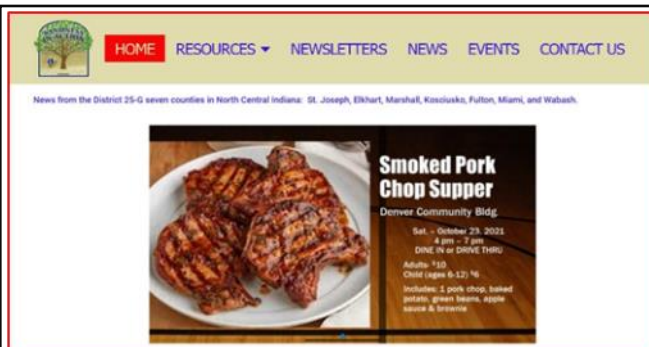 KINDNESS
IN ACTION
HOME RESOURCES NEWSLETTERS NEWS EVENTS CONTACT US
News from the District 25-G seven counties in North Central Indiana: St. Joseph, Elkhart, Marshall, Kosciusko, Fulton, Miami, and Wabash.
Smoked Pork
Chop Supper
Denver Community Bldg
Sat. – October 23, 2021
4 pm – 7 pm
DINE IN or DRIVE THRU
Adults- $10
Child (ages 6-12) $6
Includes: 1 pork chop, baked
potato, green beans, apple
sauce & brownie